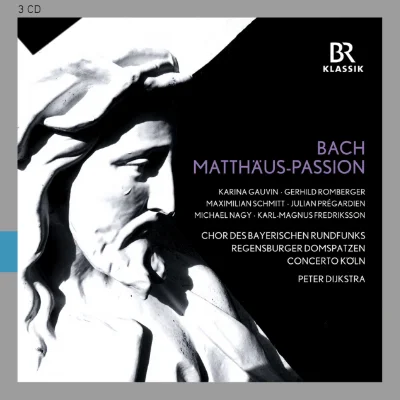 3 CD
BR
KLASSIK
BACH
MATTHÄUS-PASSION
KARINA GAUVIN · GERHILD ROMBERGER
MAXIMILIAN SCHMITT · JULIAN PRÉGARDIEN
MICHAEL NAGY · KARL-MAGNUS FREDRIKSSON
CHOR DES BAYERISCHEN RUNDFUNKS
REGENSBURGER DOMSPATZEN
CONCERTO KÖLN
PETER DIJKSTRA